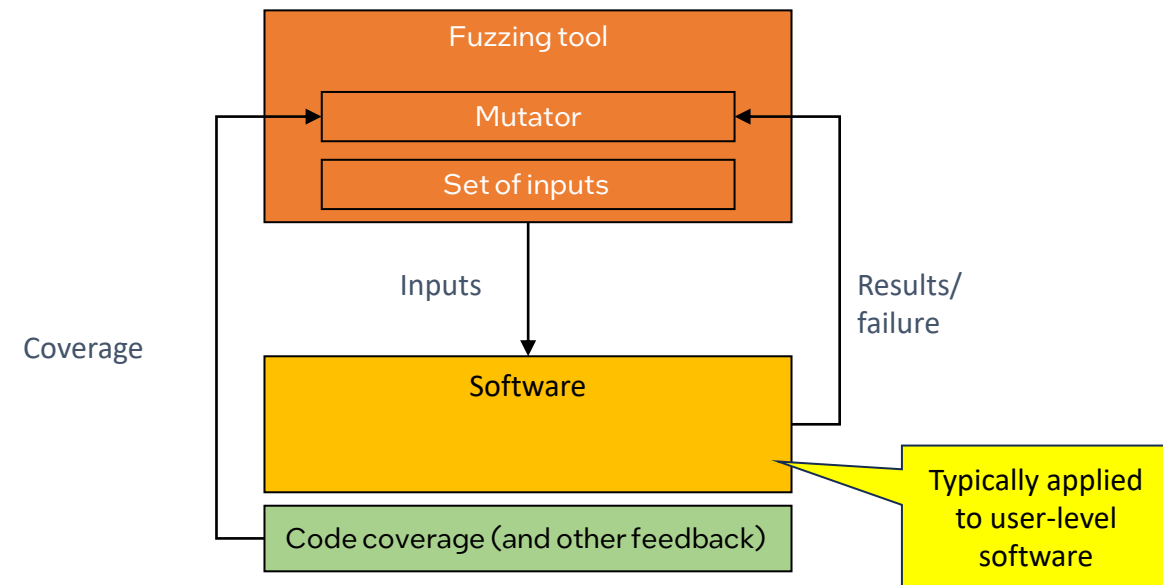 Fuzzing tool
Mutator
Set of inputs
Inputs
Results/
failure
Coverage
Software
Typically applied
to user-level
software
Code coverage (and other feedback)